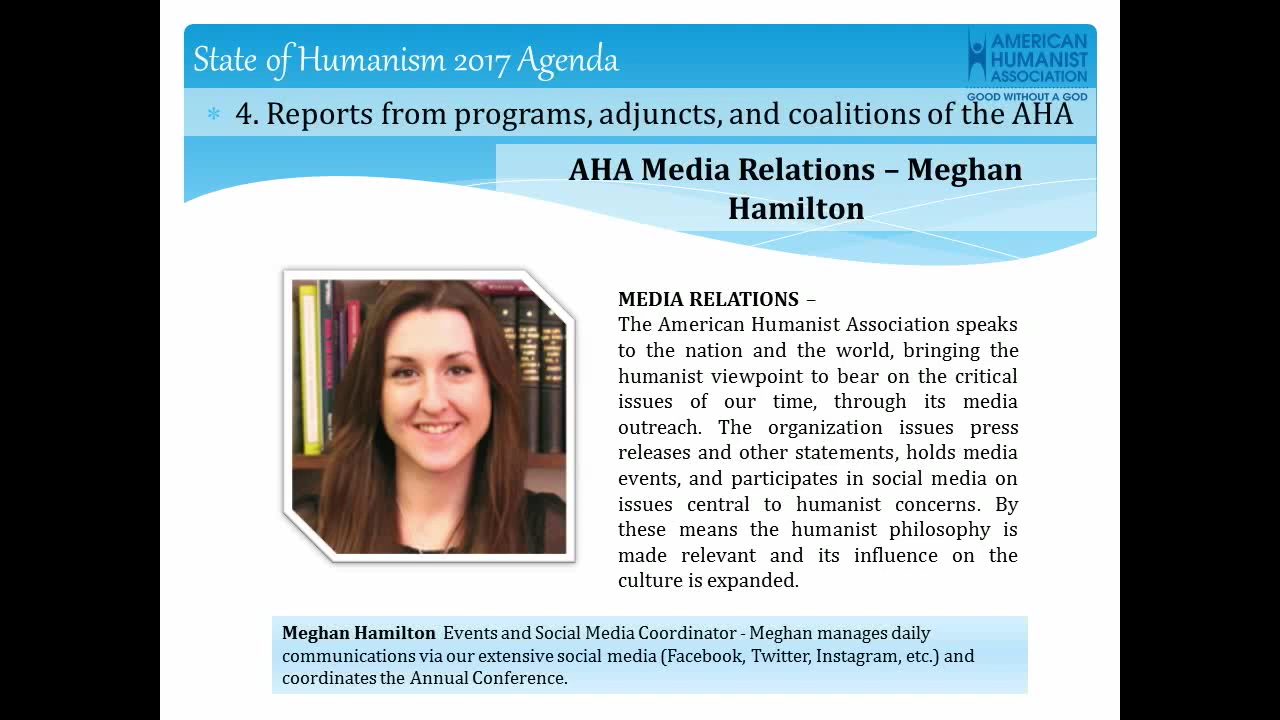 State of Humanism 2017 Agenda
AMERICAN
HUMANIST
ASSOCIATION
GOOD WITHOUT A GOD
4. Reports from programs, adjuncts, and coalitions of the AHA
AHA Media Relations – Meghan
Hamilton
MEDIA RELATIONS –
The American Humanist Association speaks
to the nation and the world, bringing the
humanist viewpoint to bear on the critical
issues of our time, through its media
outreach. The organization issues press
releases and other statements, holds media
events, and participates in social media on
issues central to humanist concerns. By
these means the humanist philosophy is
made relevant and its influence on the
culture is expanded.
Meghan Hamilton Events and Social Media Coordinator - Meghan manages daily
communications via our extensive social media (Facebook, Twitter, Instagram, etc.) and
coordinates the Annual Conference.